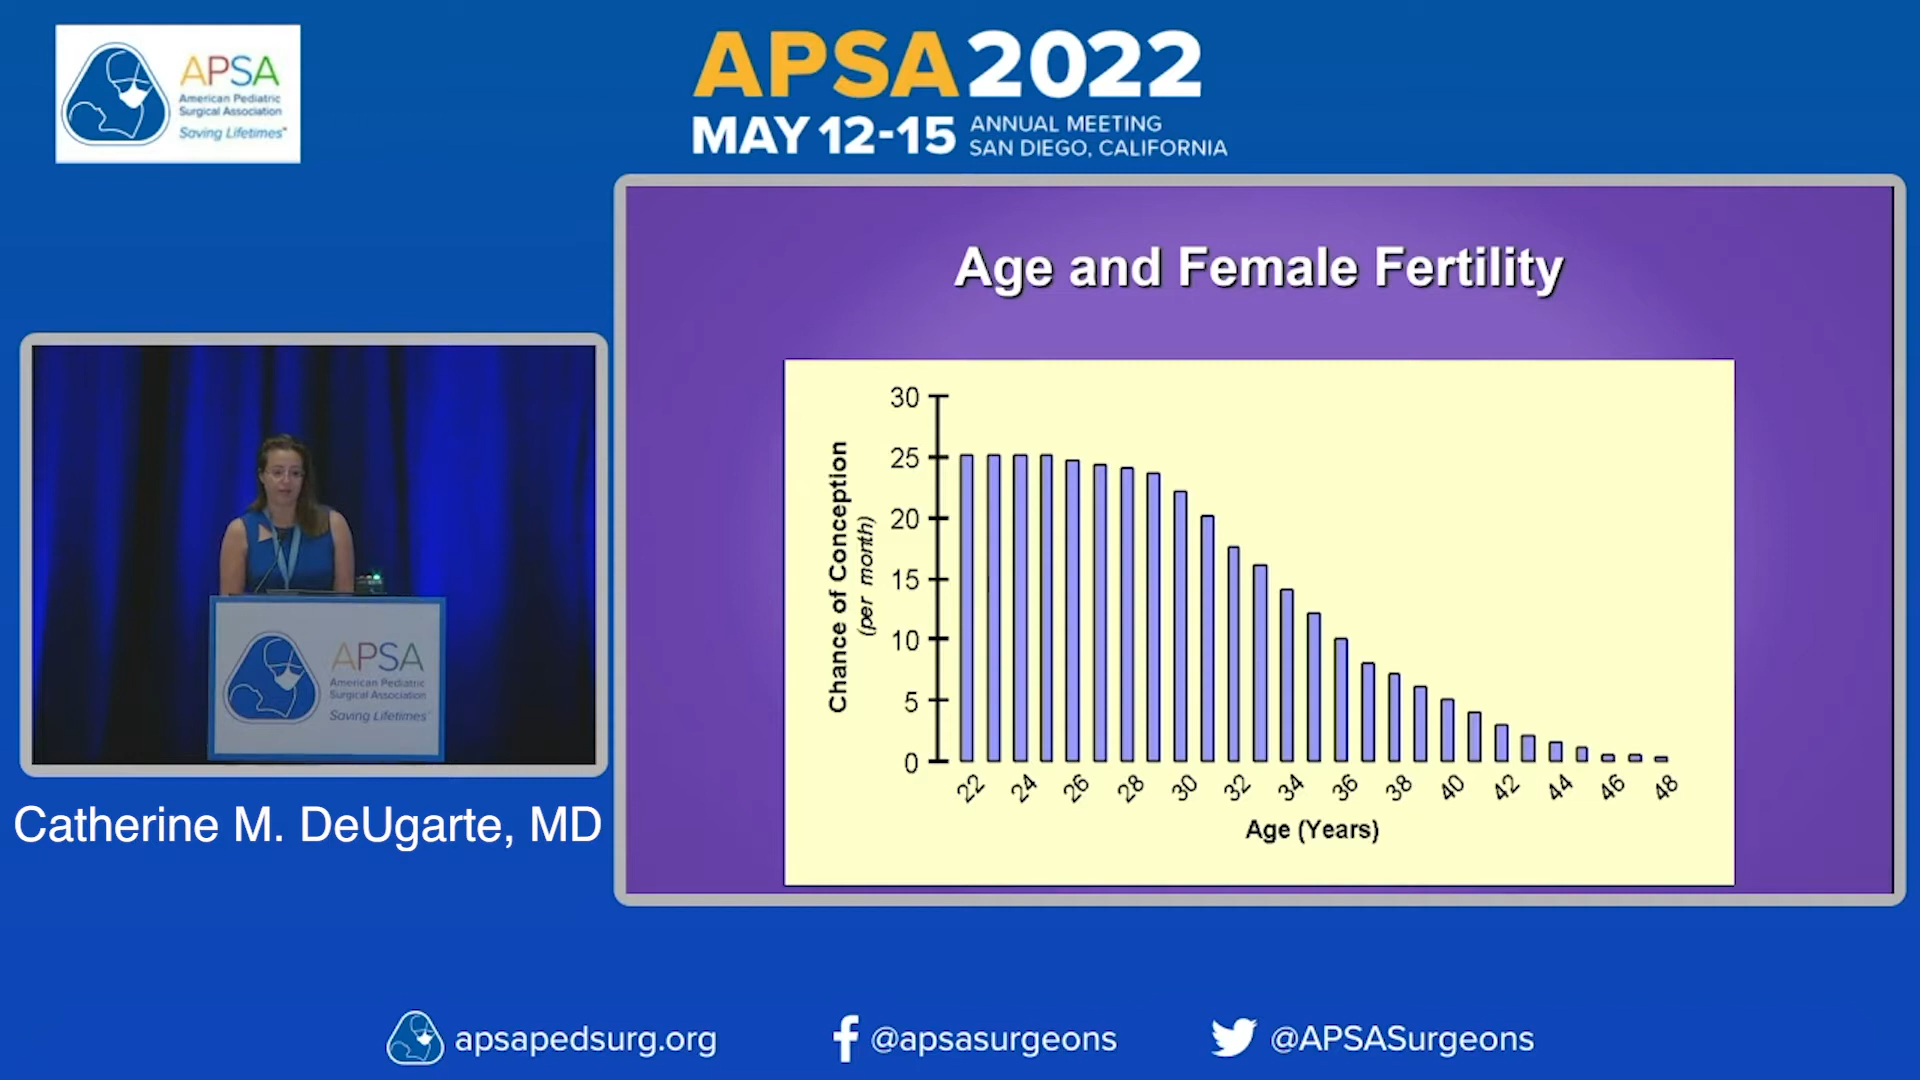 APSA
American Pediatric
Surgical Association
Saving Lifetimes™
APSA 2022
MAY 12-15
ANNUAL MEETING
SAN DIEGO, CALIFORNIA
Age and Female Fertility
Chance of Conception
(per month)
30
25
20
15
10
5
0
22
24
26
28
30
32
34
36
38
40
42
44
46
48
Age (Years)
APSA
American Pediatric
Surgical Association
Saving Lifetimes
Catherine M. DeUgarte, MD
apsapedsurg.org
@apsasurgeons
@APSASurgeons